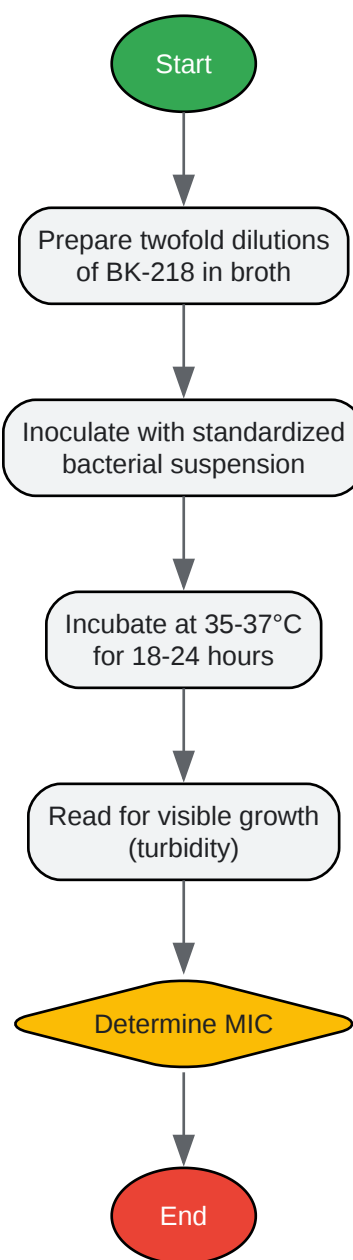 Start
Prepare twofold dilutions
of BK-218 in broth
Inoculate with standardized
bacterial suspension
Incubate at 35-37°C
for 18-24 hours
Read for visible growth
(turbidity)
Determine MIC
End